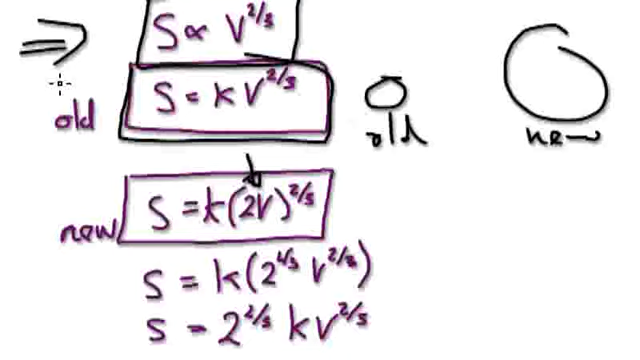 ⇒ S ∝ V^2/3
old S = kV^2/3
old new
new S = k(2V)^2/3
S = k(2^2/3 V^2/3)
S = 2^2/3 kV^2/3